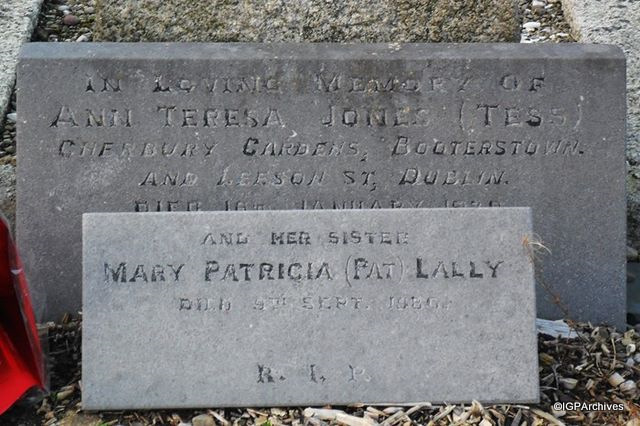 IN LOVING MEMORY OF
ANN TERESA JONES (TESS)
CHERBURY GARDENS, BOOTERSTOWN.
AND LEESON ST, DUBLIN.
DIED 16TH JANUARY
AND HER SISTER
MARY PATRICIA (PAT) LALLY
DIED 9TH SEPT.
R. I. P.
©IGPArchives